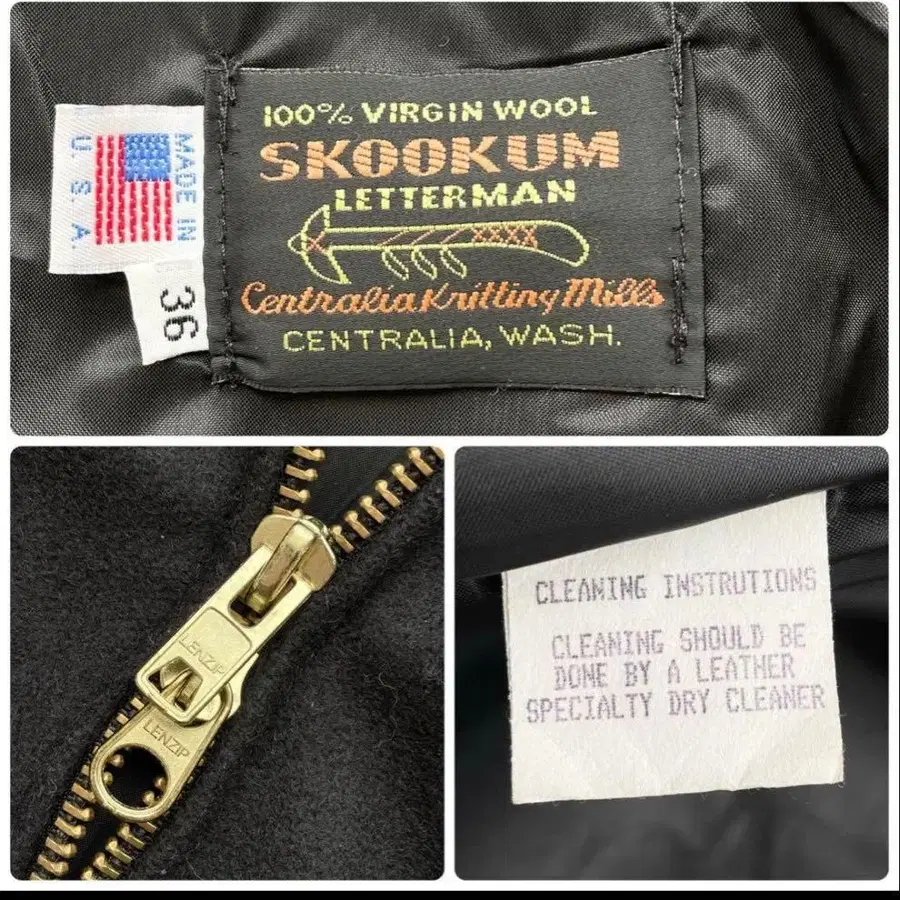 100% VIRGIN WOOL
SKOOKUM
LETTERMAN
Centralia Knitting Mills
CENTRALIA, WASH.
MADE IN
U.S.A.
36
LENZIP
LENZIP
CLEANING INSTRUTIONS
CLEANING SHOULD BE
DONE BY A LEATHER
SPECIALTY DRY CLEANER